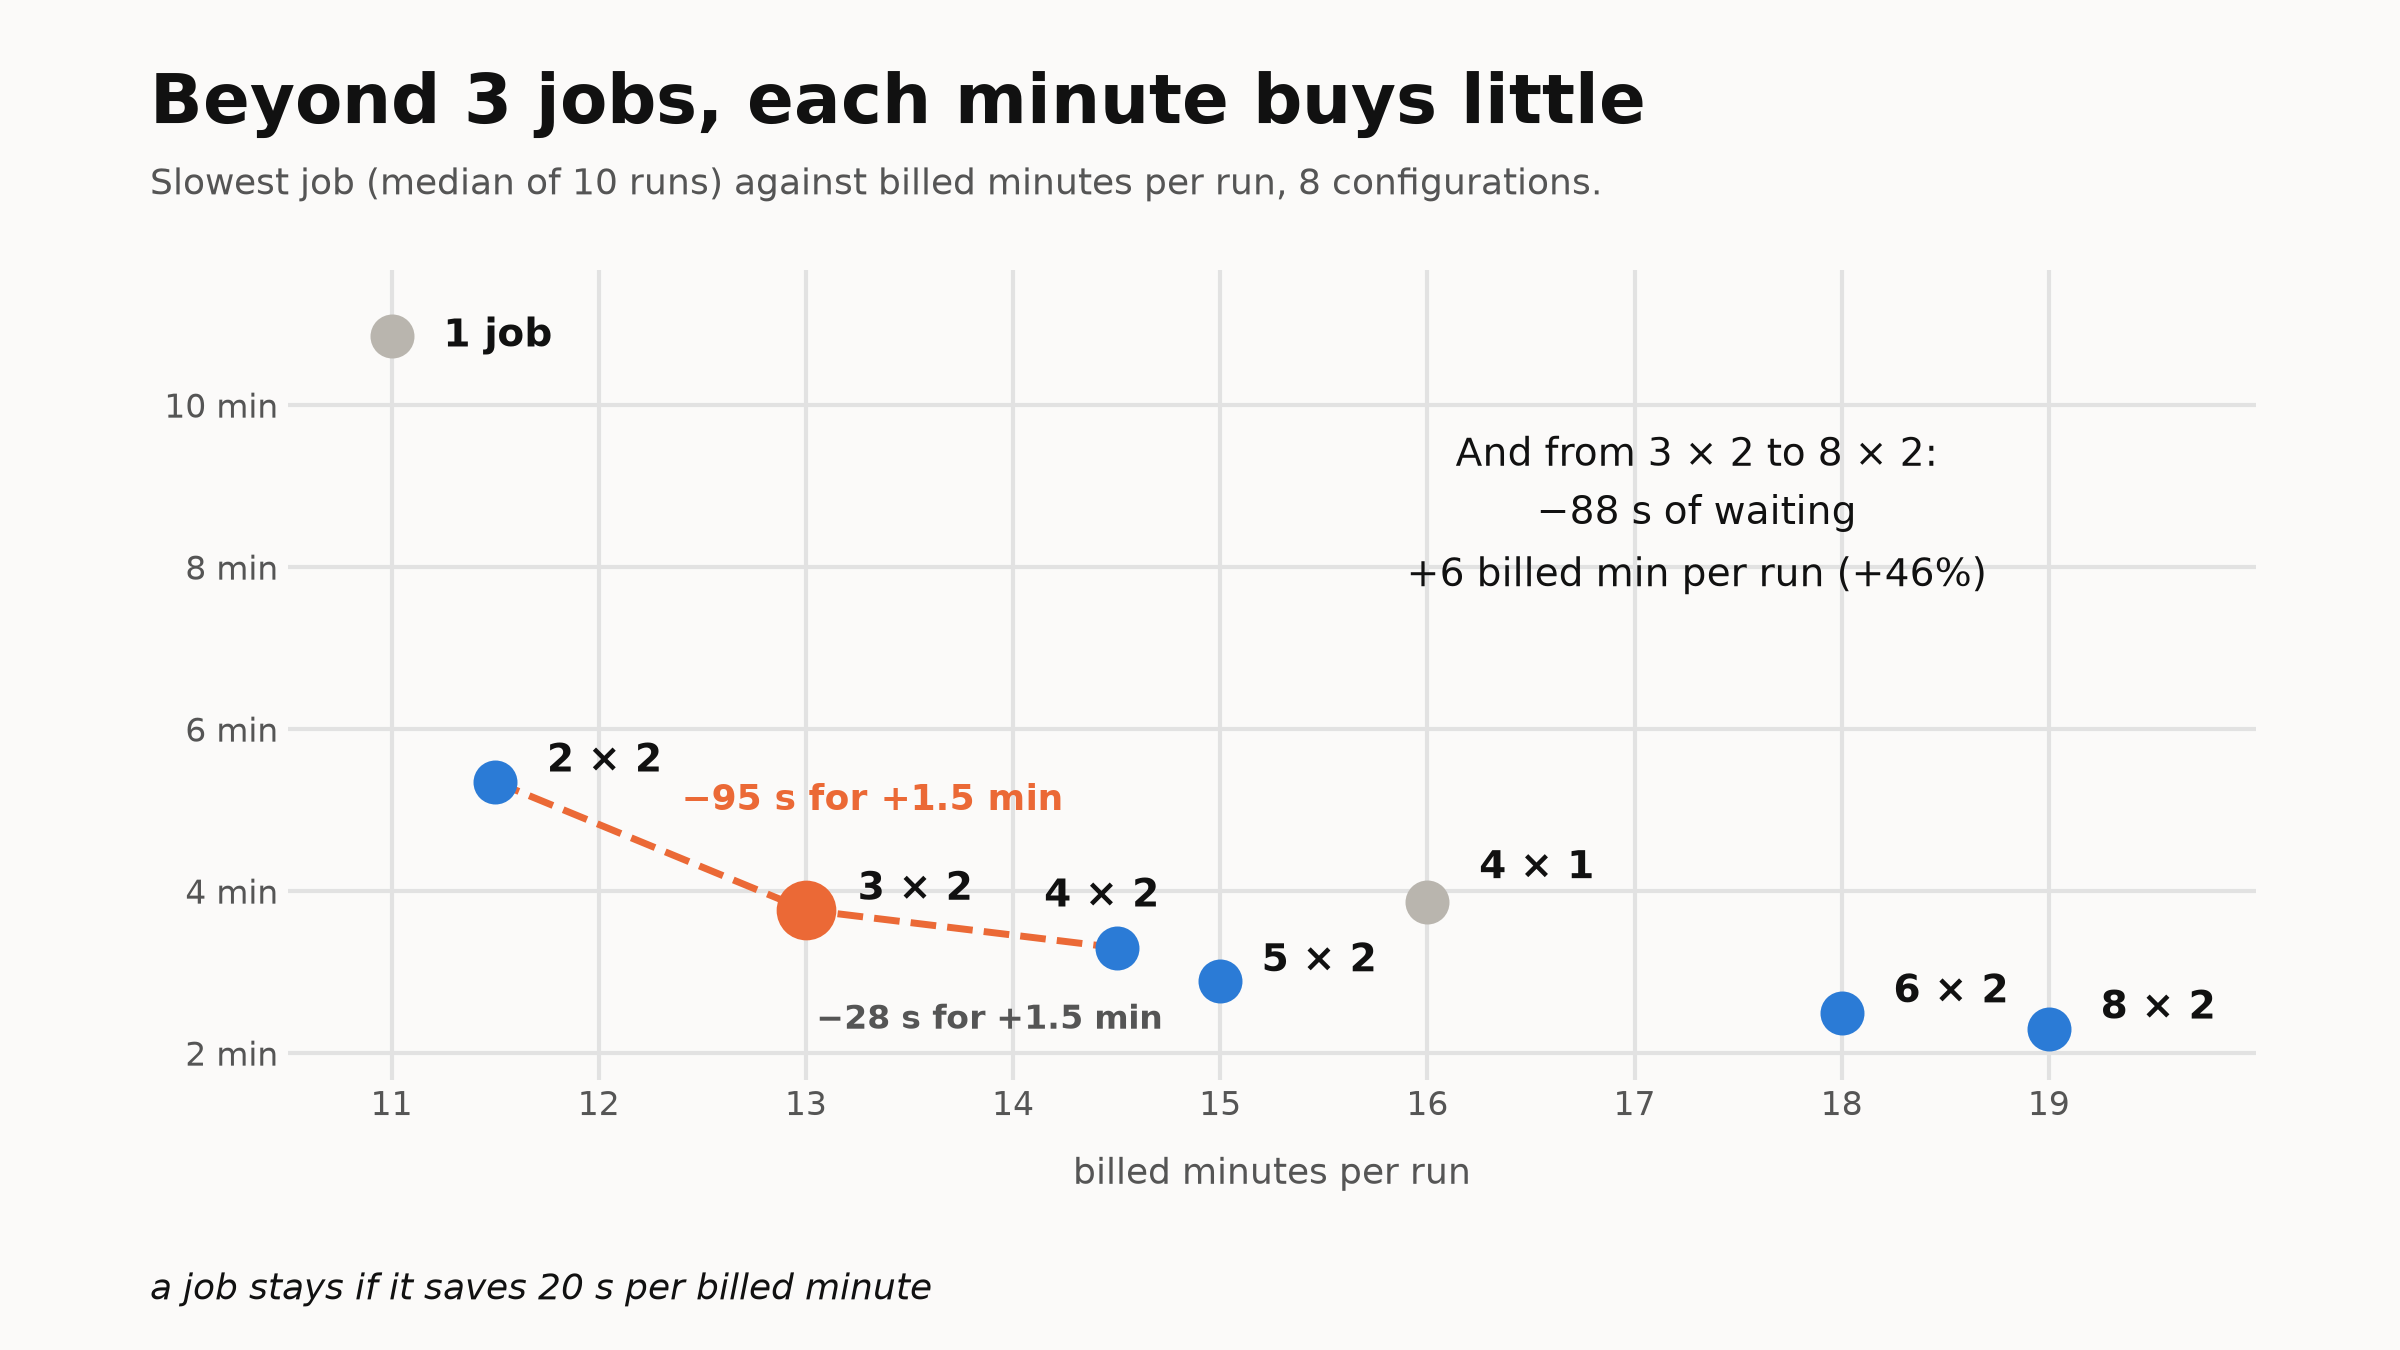 Beyond 3 jobs, each minute buys little
Slowest job (median of 10 runs) against billed minutes per run, 8 configurations.
1 job
10 min
And from 3 × 2 to 8 × 2:
−88 s of waiting
8 min
+6 billed min per run (+46%)
6 min
2 × 2
−95 s for +1.5 min
4 min
3 × 2
4 × 2
4 × 1
5 × 2
6 × 2
8 × 2
−28 s for +1.5 min
2 min
11 12 13 14 15 16 17 18 19
billed minutes per run
a job stays if it saves 20 s per billed minute